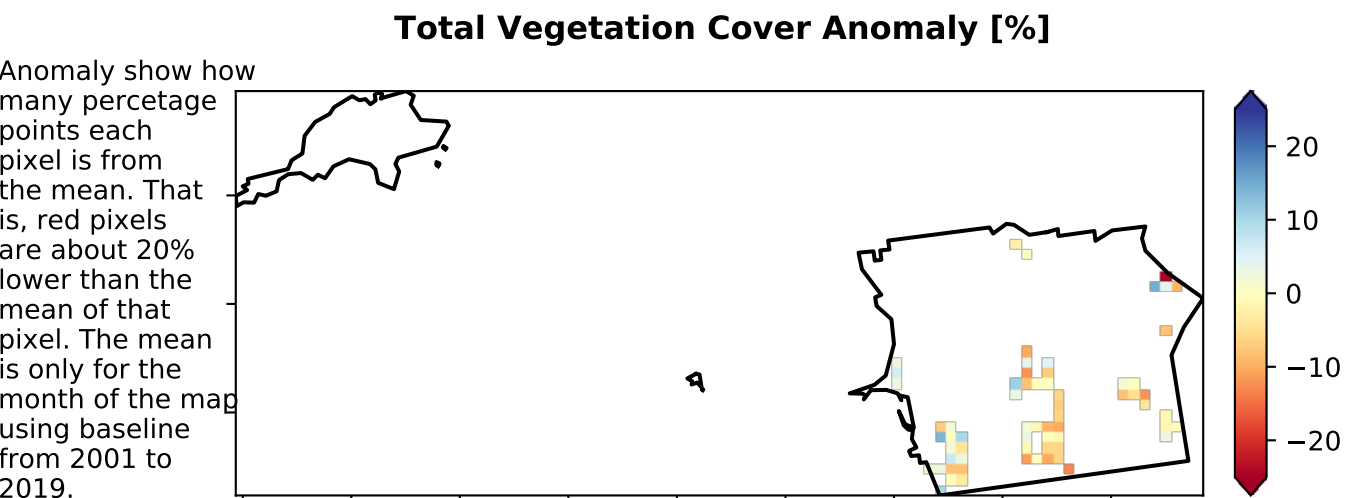 Total Vegetation Cover Anomaly [%]
Anomaly show how
many percetage
points each
pixel is from
the mean. That
is, red pixels
are about 20%
lower than the
mean of that
pixel. The mean
is only for the
month of the map
using baseline
from 2001 to
2019.
20
10
0
−10
−20